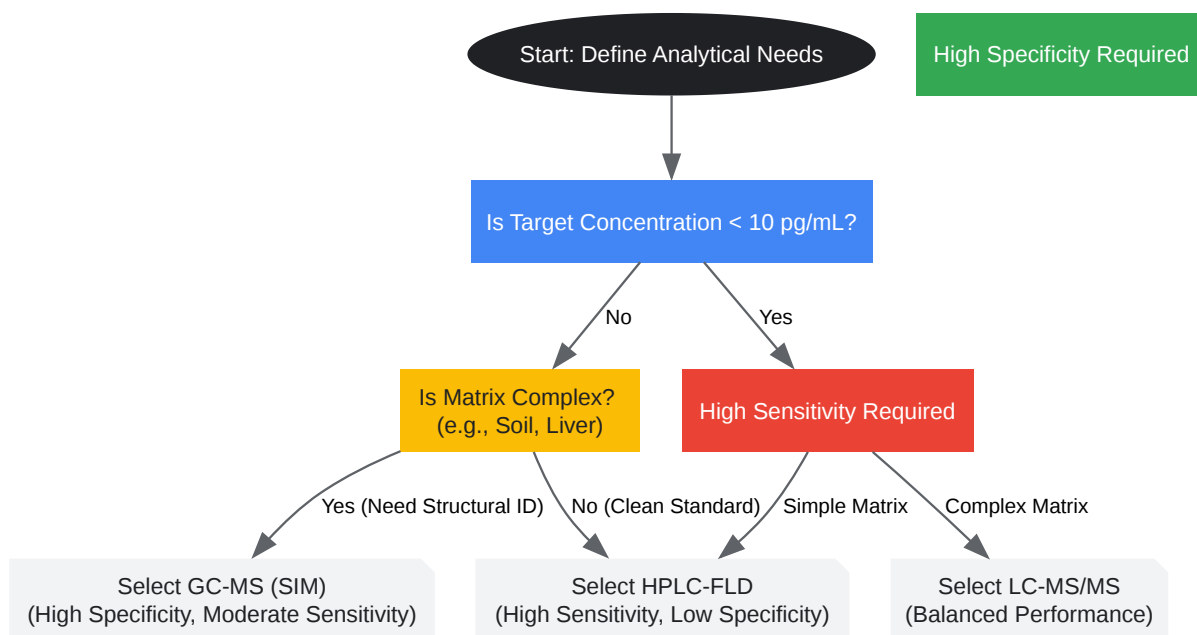 Start: Define Analytical Needs
High Specificity Required
Is Target Concentration < 10 pg/mL?
No
Yes
Is Matrix Complex?
(e.g., Soil, Liver)
High Sensitivity Required
Yes (Need Structural ID)
No (Clean Standard)
Simple Matrix
Complex Matrix
Select GC-MS (SIM)
(High Specificity, Moderate Sensitivity)
Select HPLC-FLD
(High Sensitivity, Low Specificity)
Select LC-MS/MS
(Balanced Performance)